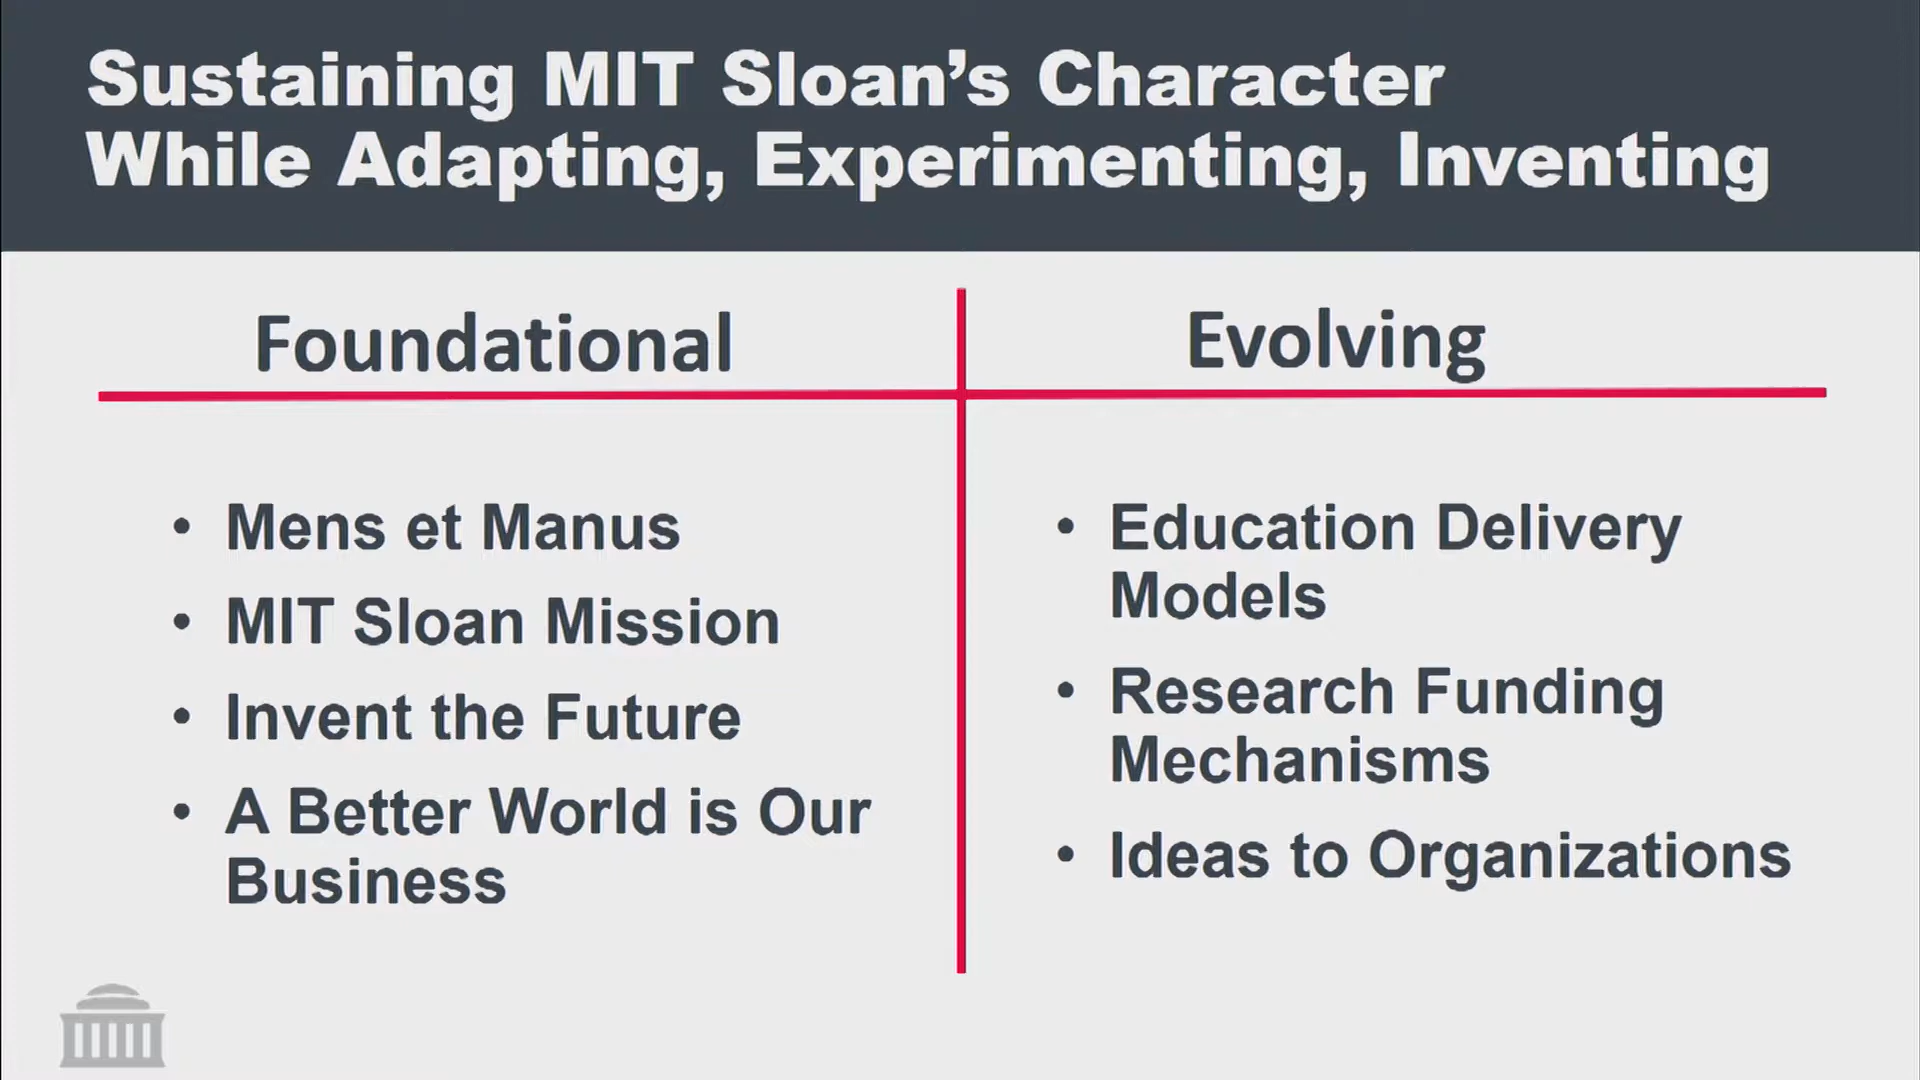 Sustaining MIT Sloan’s Character
While Adapting, Experimenting, Inventing
Foundational
• Mens et Manus
• MIT Sloan Mission
• Invent the Future
• A Better World is Our
Business
Evolving
• Education Delivery
Models
• Research Funding
Mechanisms
• Ideas to Organizations